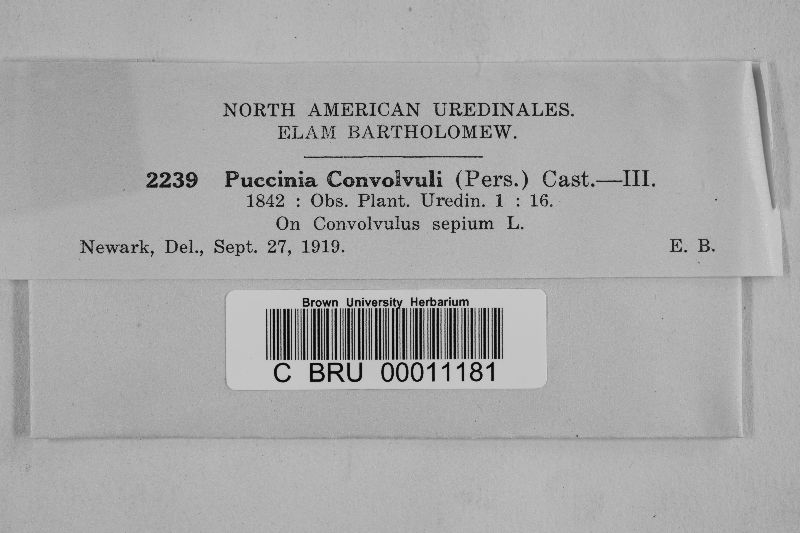 NORTH AMERICAN UREDINALES.
ELAM BARTHOLOMEW.
2239 Puccinia Convolvuli (Pers.) Cast.—III.
1842 : Obs. Plant. Uredin. 1 : 16.
On Convolvulus sepium L.
Newark, Del., Sept. 27, 1919. E. B.
Brown University Herbarium
C BRU 00011181